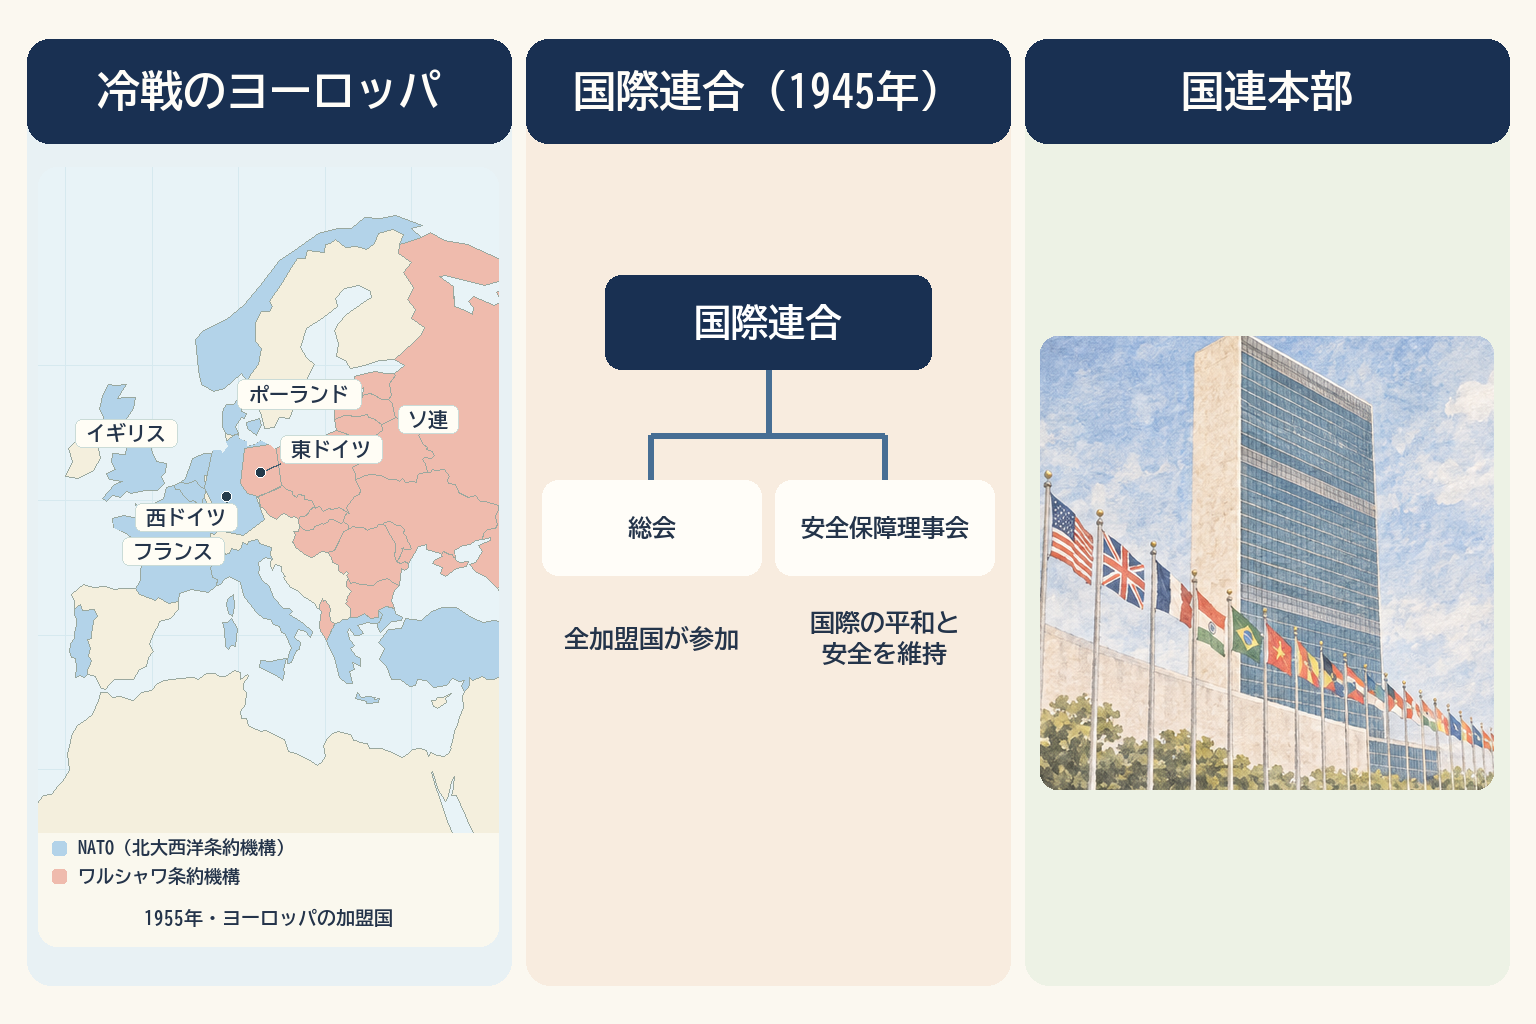 冷戦のヨーロッパ
ポーランド
ソ連
イギリス
東ドイツ
西ドイツ
フランス
NATO（北大西洋条約機構）
ワルシャワ条約機構
1955年・ヨーロッパの加盟国
国際連合（1945年）
国際連合
総会
安全保障理事会
全加盟国が参加
国際の平和と
安全を維持
国連本部